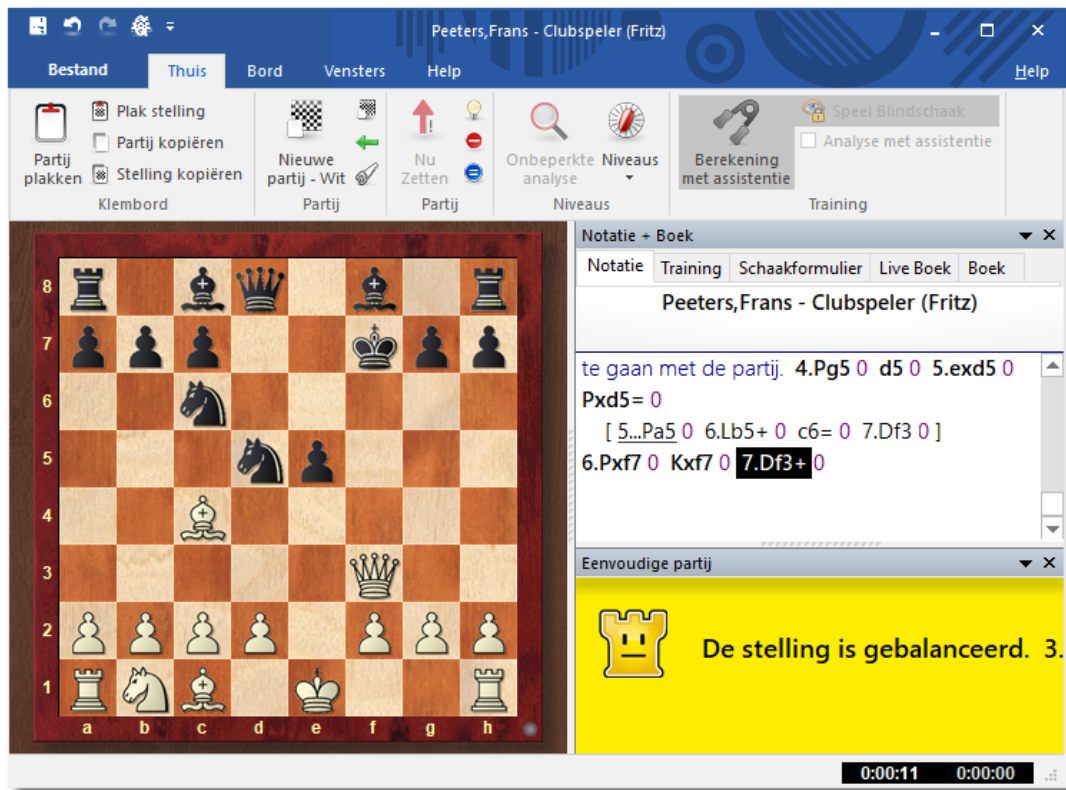 Peeters,Frans - Clubspeler (Fritz)
Bestand Thuis Bord Vensters Help Help
Partij plakken
Plak stelling
Partij kopiëren
Stelling kopiëren
Klembord
Nieuwe
partij - Wit
Partij
Nu
Zetten
Partij
Onbeperkte
analyse
Niveaus
Niveaus
Berekening
met assistentie
Speel Blindschaak
Analyse met assistentie
Training
8
7
6
5
4
3
2
1
a b c d e f g h
Notatie + Boek
Notatie Training Schaakformulier Live Boek Boek
Peeters,Frans - Clubspeler (Fritz)
te gaan met de partij. 4.Pg5 0 d5 0 5.exd5 0
Pxd5= 0
[ 5...Pa5 0 6.Lb5+ 0 c6= 0 7.Df3 0 ]
6.Pxf7 0 Kxf7 0 7.Df3+ 0
Eenvoudige partij
De stelling is gebalanceerd. 3.
0:00:11 0:00:00